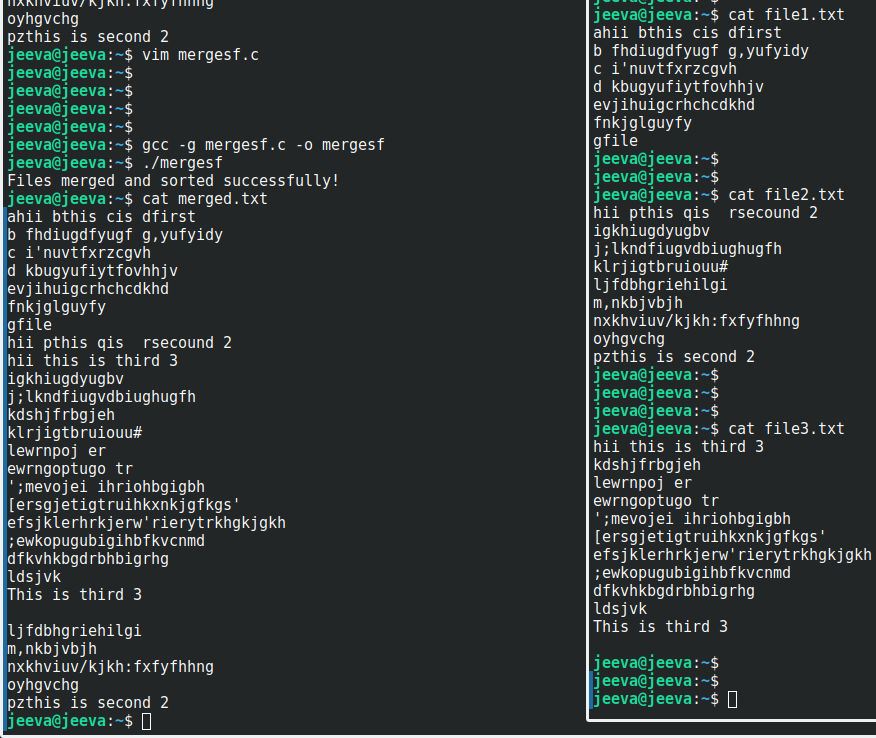 nxkhviuv/kjkh:fxfyfhhng
oyhgvchg
pzthis is second 2
jeeva@jeeva:~$ vim mergesf.c
jeeva@jeeva:~$
jeeva@jeeva:~$
jeeva@jeeva:~$
jeeva@jeeva:~$
jeeva@jeeva:~$ gcc -g mergesf.c -o mergesf
jeeva@jeeva:~$ ./mergesf
Files merged and sorted successfully!
jeeva@jeeva:~$ cat merged.txt
ahii bthis cis dfirst
b fhdiugdfyugf g,yufyidy
c i'nuvtfxrzcgvh
d kbugyufiytfovhhjv
evjihuigcrhchcdkhd
fnkjglguyfy
gfile
hii pthis qis  rsecound 2
hii this is third 3
igkhiugdyugbv
j;lkndfiugvdbiughugfh
kdshjfrbgjeh
klrjigtbruiouu#
lewrnpoj er
ewrngoptugo tr
';mevojei ihriohbgigbh
[ersgjetigtruihkxnkjgfkgs'
efsjklerhrkjerw'rierytrkhgkjgkh
;ewkopugubigihbfkvcnmd
dfkvhkbgdrbhbigrhg
ldsjvk
This is third 3
ljfdbhgriehilgi
m,nkbjvbjh
nxkhviuv/kjkh:fxfyfhhng
oyhgvchg
pzthis is second 2
jeeva@jeeva:~$
jeeva@jeeva:~$ cat file1.txt
ahii bthis cis dfirst
b fhdiugdfyugf g,yufyidy
c i'nuvtfxrzcgvh
d kbugyufiytfovhhjv
evjihuigcrhchcdkhd
fnkjglguyfy
gfile
jeeva@jeeva:~$
jeeva@jeeva:~$
jeeva@jeeva:~$ cat file2.txt
hii pthis qis  rsecound 2
igkhiugdyugbv
j;lkndfiugvdbiughugfh
klrjigtbruiouu#
ljfdbhgriehilgi
m,nkbjvbjh
nxkhviuv/kjkh:fxfyfhhng
oyhgvchg
pzthis is second 2
jeeva@jeeva:~$
jeeva@jeeva:~$
jeeva@jeeva:~$
jeeva@jeeva:~$ cat file3.txt
hii this is third 3
kdshjfrbgjeh
lewrnpoj er
ewrngoptugo tr
';mevojei ihriohbgigbh
[ersgjetigtruihkxnkjgfkgs'
efsjklerhrkjerw'rierytrkhgkjgkh
;ewkopugubigihbfkvcnmd
dfkvhkbgdrbhbigrhg
ldsjvk
This is third 3
jeeva@jeeva:~$
jeeva@jeeva:~$
jeeva@jeeva:~$